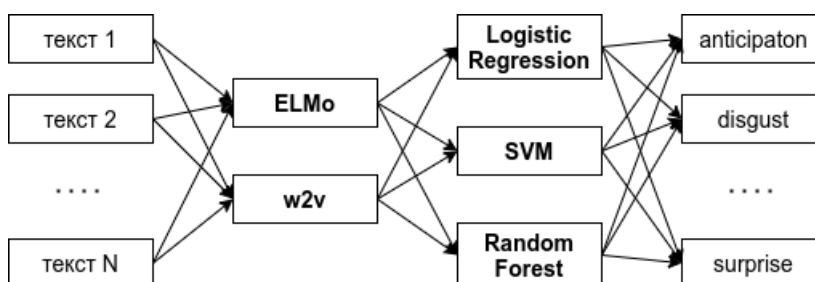 текст 1
текст 2
....
текст N
ELMo
w2v
Logistic
Regression
SVM
Random
Forest
anticipaton
disgust
....
surprise